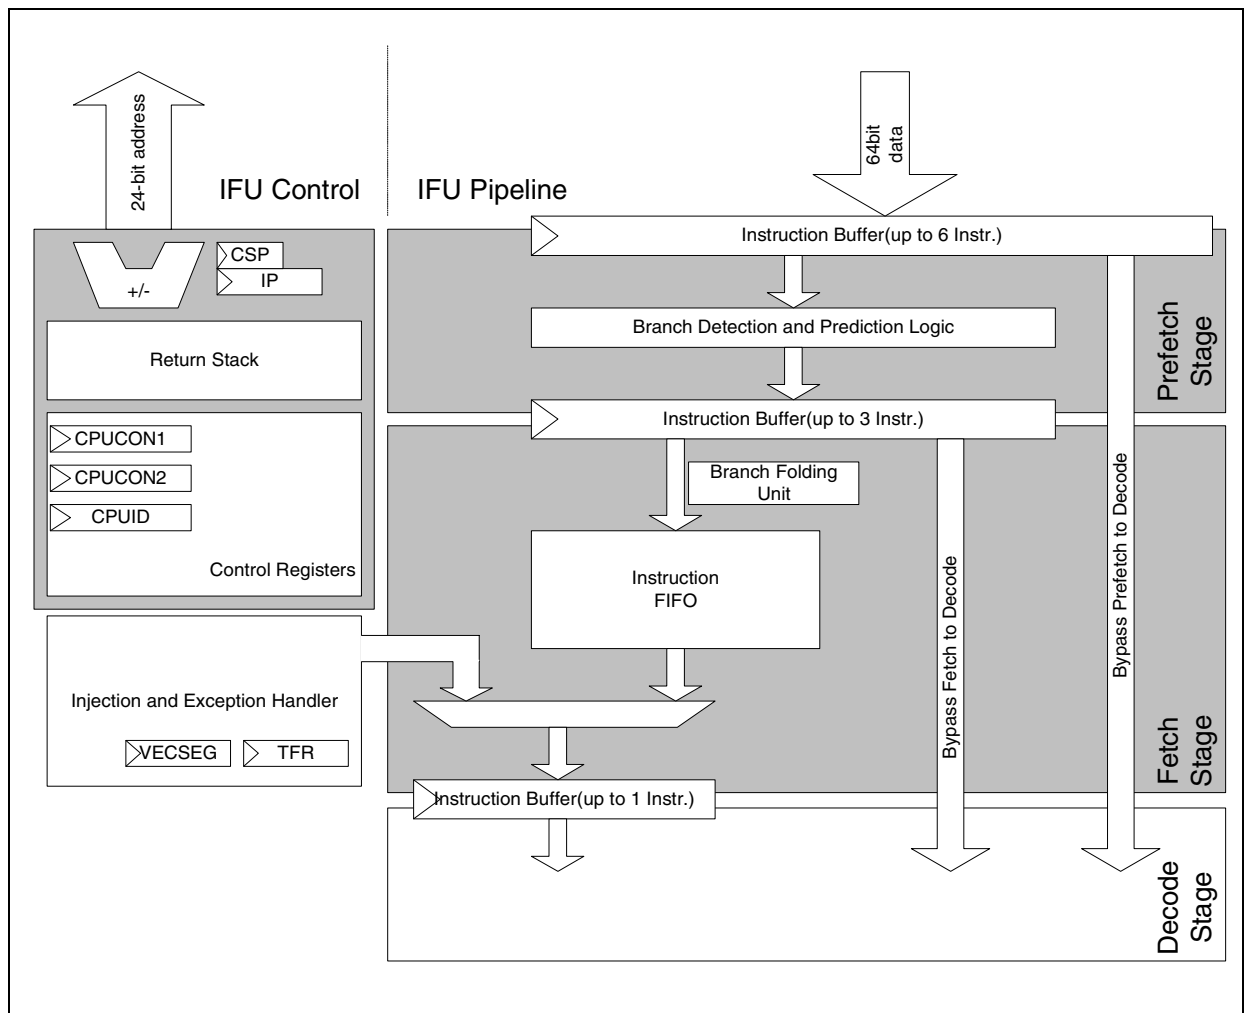 24-bit address
IFU Control
IFU Pipeline
64bit
data
CSP
IP
+/-
Return Stack
CPUCON1
CPUCON2
CPUID
Control Registers
Injection and Exception Handler
VECSEG
TFR
Instruction Buffer(up to 6 Instr.)
Branch Detection and Prediction Logic
Prefetch
Stage
Instruction Buffer(up to 3 Instr.)
Branch Folding
Unit
Instruction
FIFO
Bypass Fetch to Decode
Bypass Prefetch to Decode
Fetch
Stage
Instruction Buffer(up to 1 Instr.)
Decode
Stage